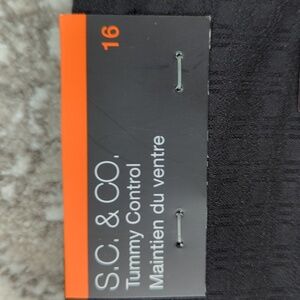 16
S.C. & CO.
Tummy Control
Maintien du ventre